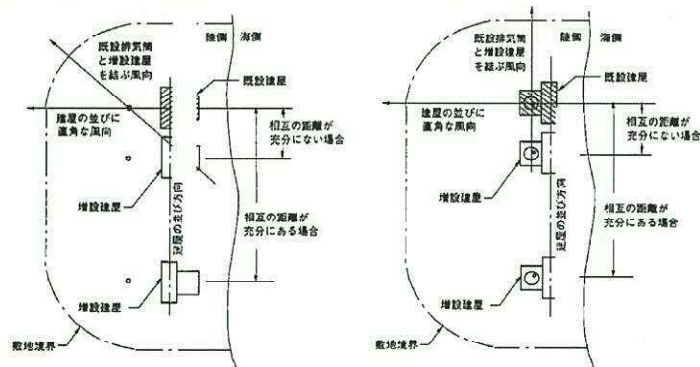 陸側 海側
既設排気筒
と増設建屋
を結ぶ風向
既設建屋
建屋の並びに
直角な風向
相互の距離が
充分にない場合
増設建屋
建屋の並び方向
相互の距離が
充分にある場合
増設建屋
敷地境界
陸側 海側
既設排気筒
と増設建屋
を結ぶ風向
既設建屋
建屋の並びに
直角な風向
相互の距離が
充分にない場合
増設建屋
建屋の並び方向
相互の距離が
充分にある場合
増設建屋
敷地境界